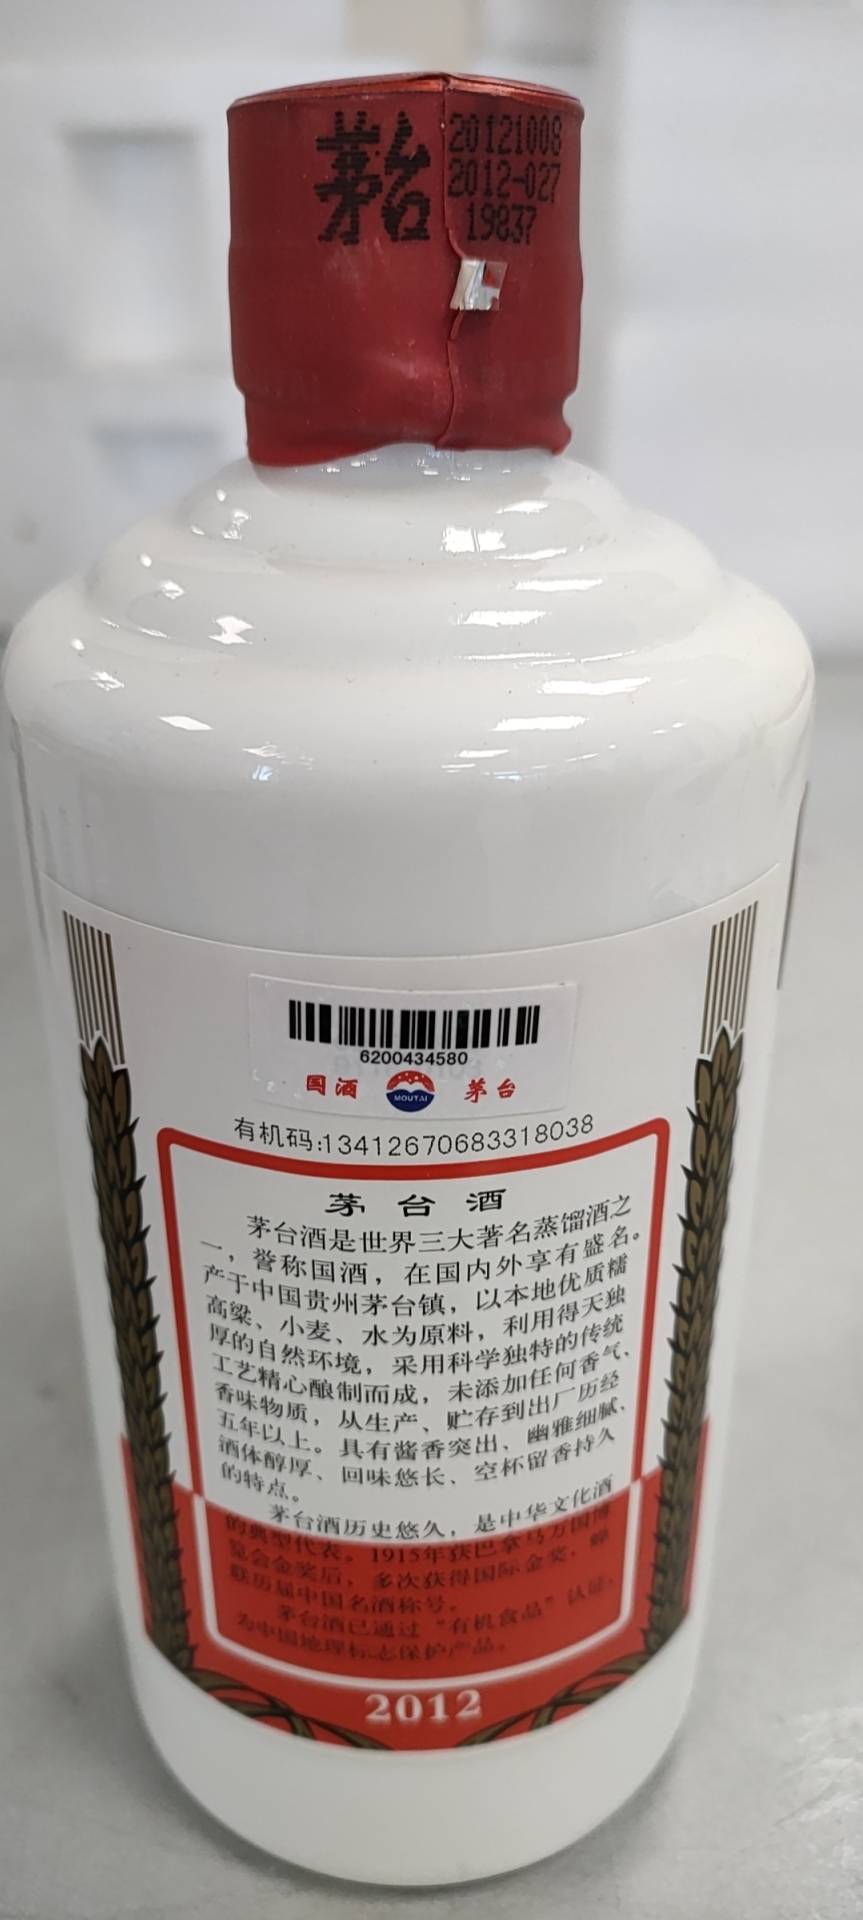 茅台
20121008
2012-027
19837
6200434580
国酒
MOUTAI
茅台
有机码:13412670683318038
茅台酒
茅台酒是世界三大著名蒸馏酒之
一，誉称国酒，在国内外享有盛名。
产于中国贵州茅台镇，以本地优质糯
高粱、小麦、水为原料，利用得天独
厚的自然环境，采用科学独特的传统
工艺精心酿制而成，未添加任何香气、
香味物质，从生产、贮存到出厂历经
五年以上。具有酱香突出、幽雅细腻、
酒体醇厚、回味悠长、空杯留香持久
的特点。
茅台酒历史悠久，是中华文化酒
的典型代表。1915年获巴拿马万国博
览会金奖后，多次获得国际金奖，蝉
联历届中国名酒称号。
茅台酒已通过“有机食品”认证，
为中国地理标志保护产品。
2012